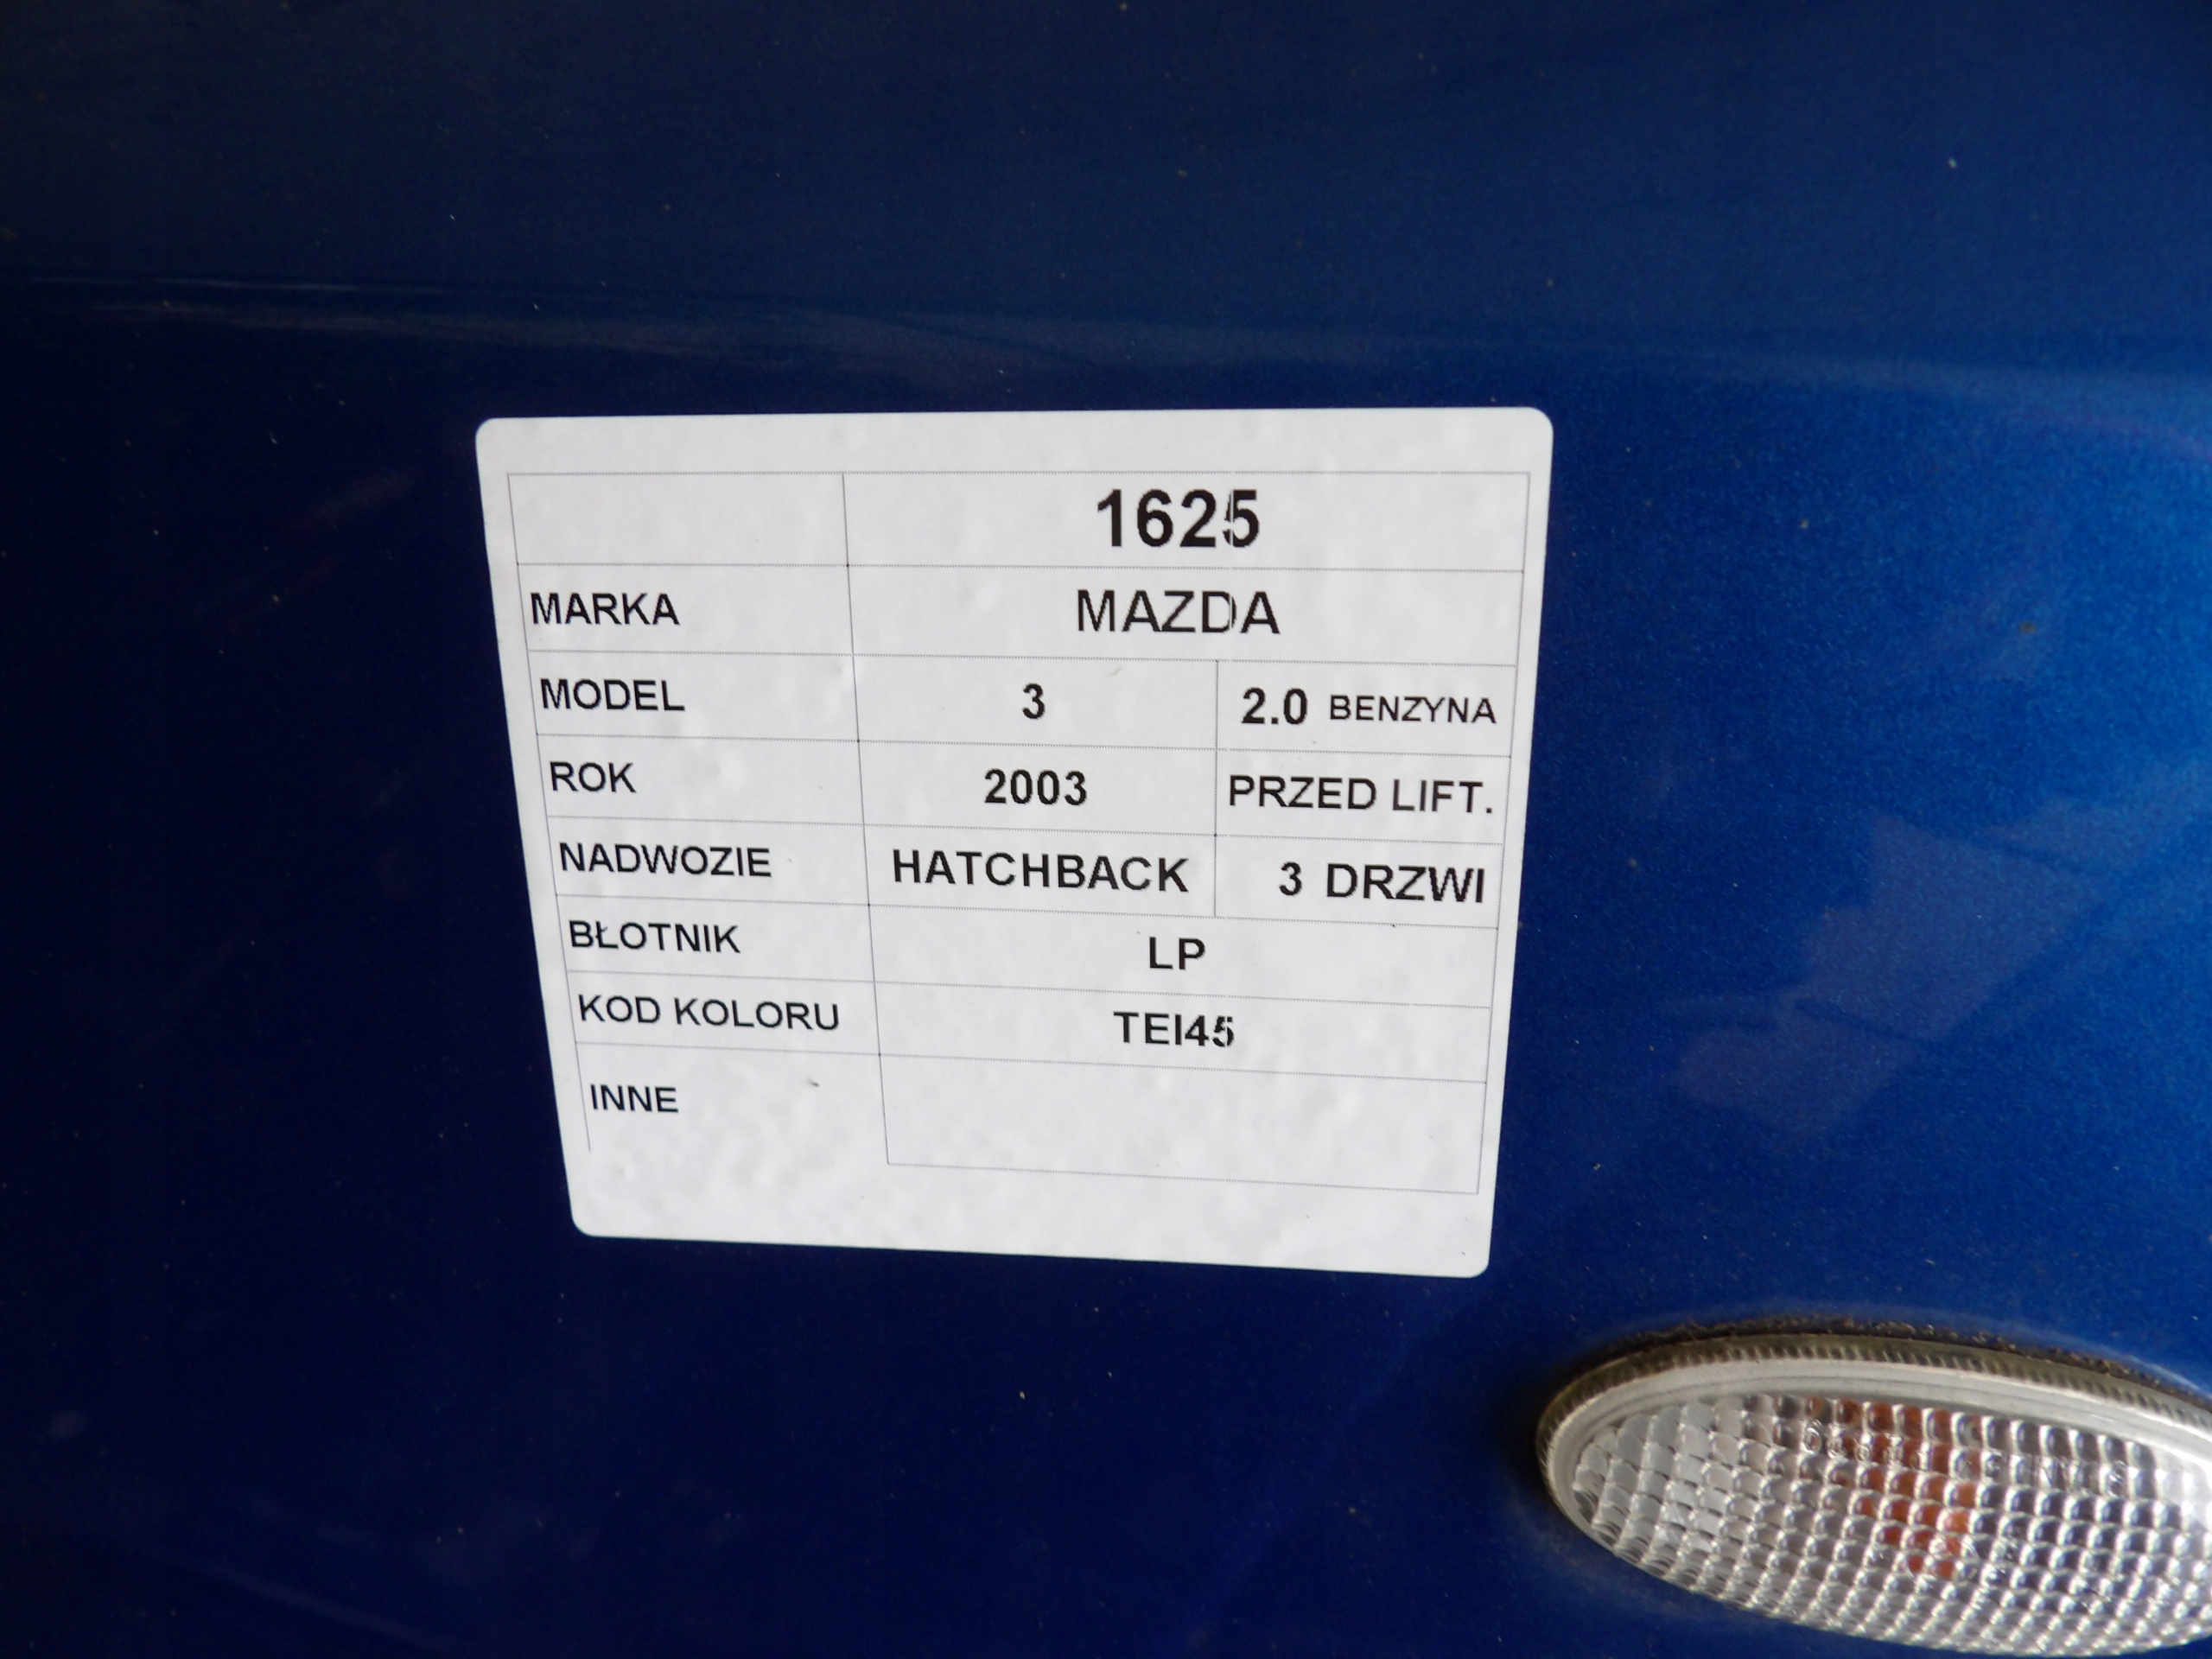 1625
MARKA MAZDA
MODEL 3 2.0 BENZYNA
ROK 2003 PRZED LIFT.
NADWOZIE HATCHBACK 3 DRZWI
BŁOTNIK LP
KOD KOLORU TEI45
INNE